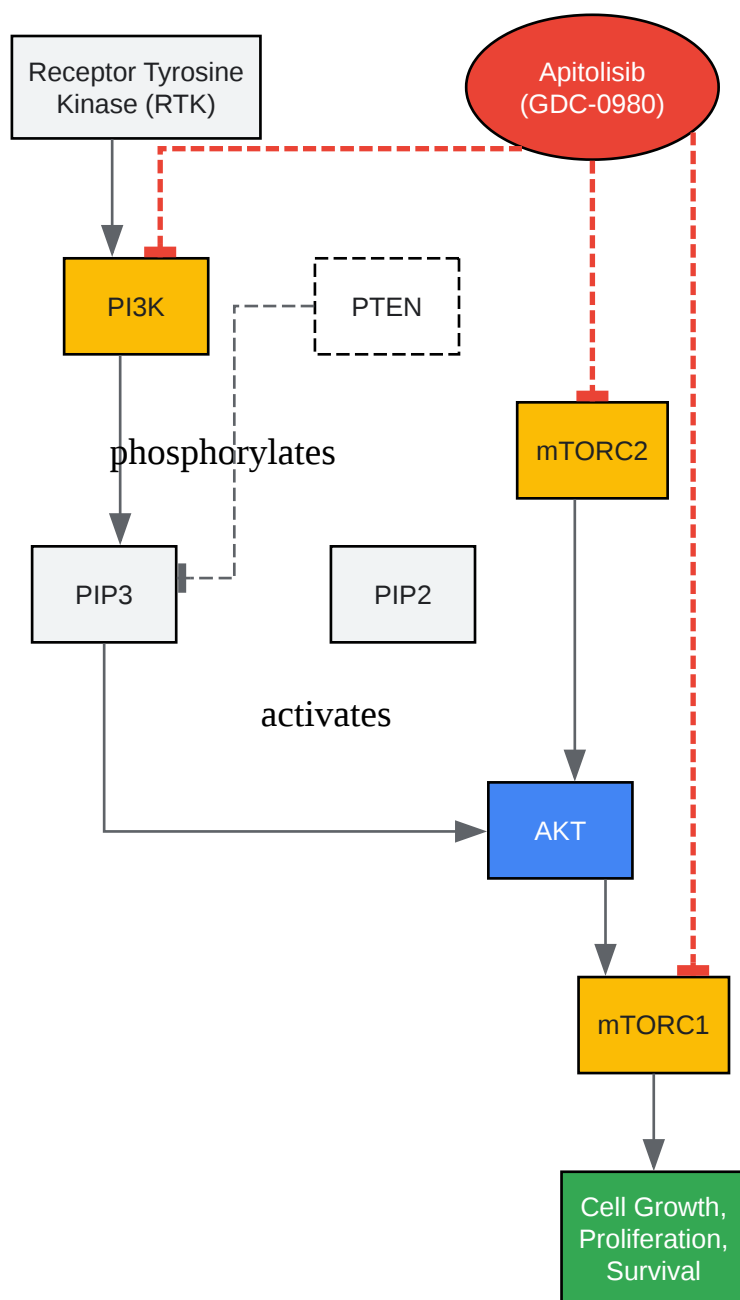 Receptor Tyrosine
Kinase (RTK)
Apitolisib
(GDC-0980)
PI3K
PTEN
phosphorylates
mTORC2
PIP3
PIP2
activates
AKT
mTORC1
Cell Growth,
Proliferation,
Survival